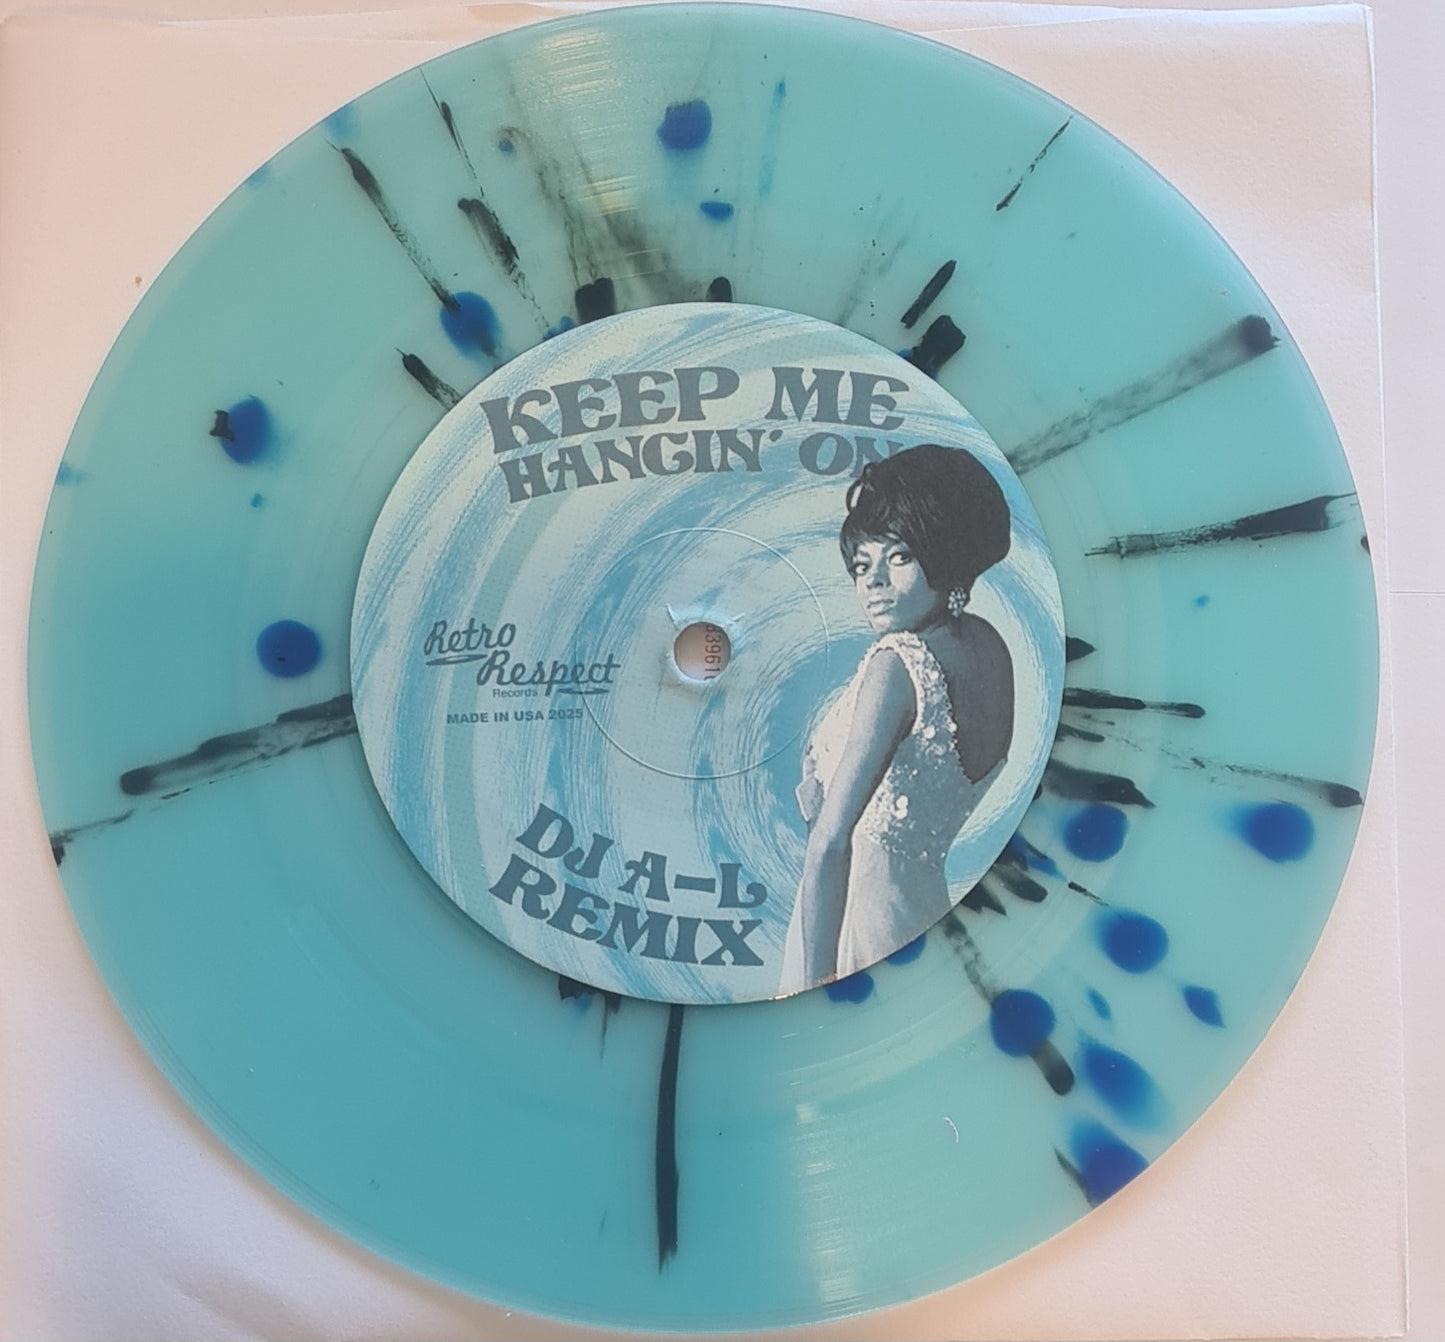 KEEP ME
HANGIN' ON
Retro
Respect
Records
MADE IN USA 2025
DJ A-L
REMIX